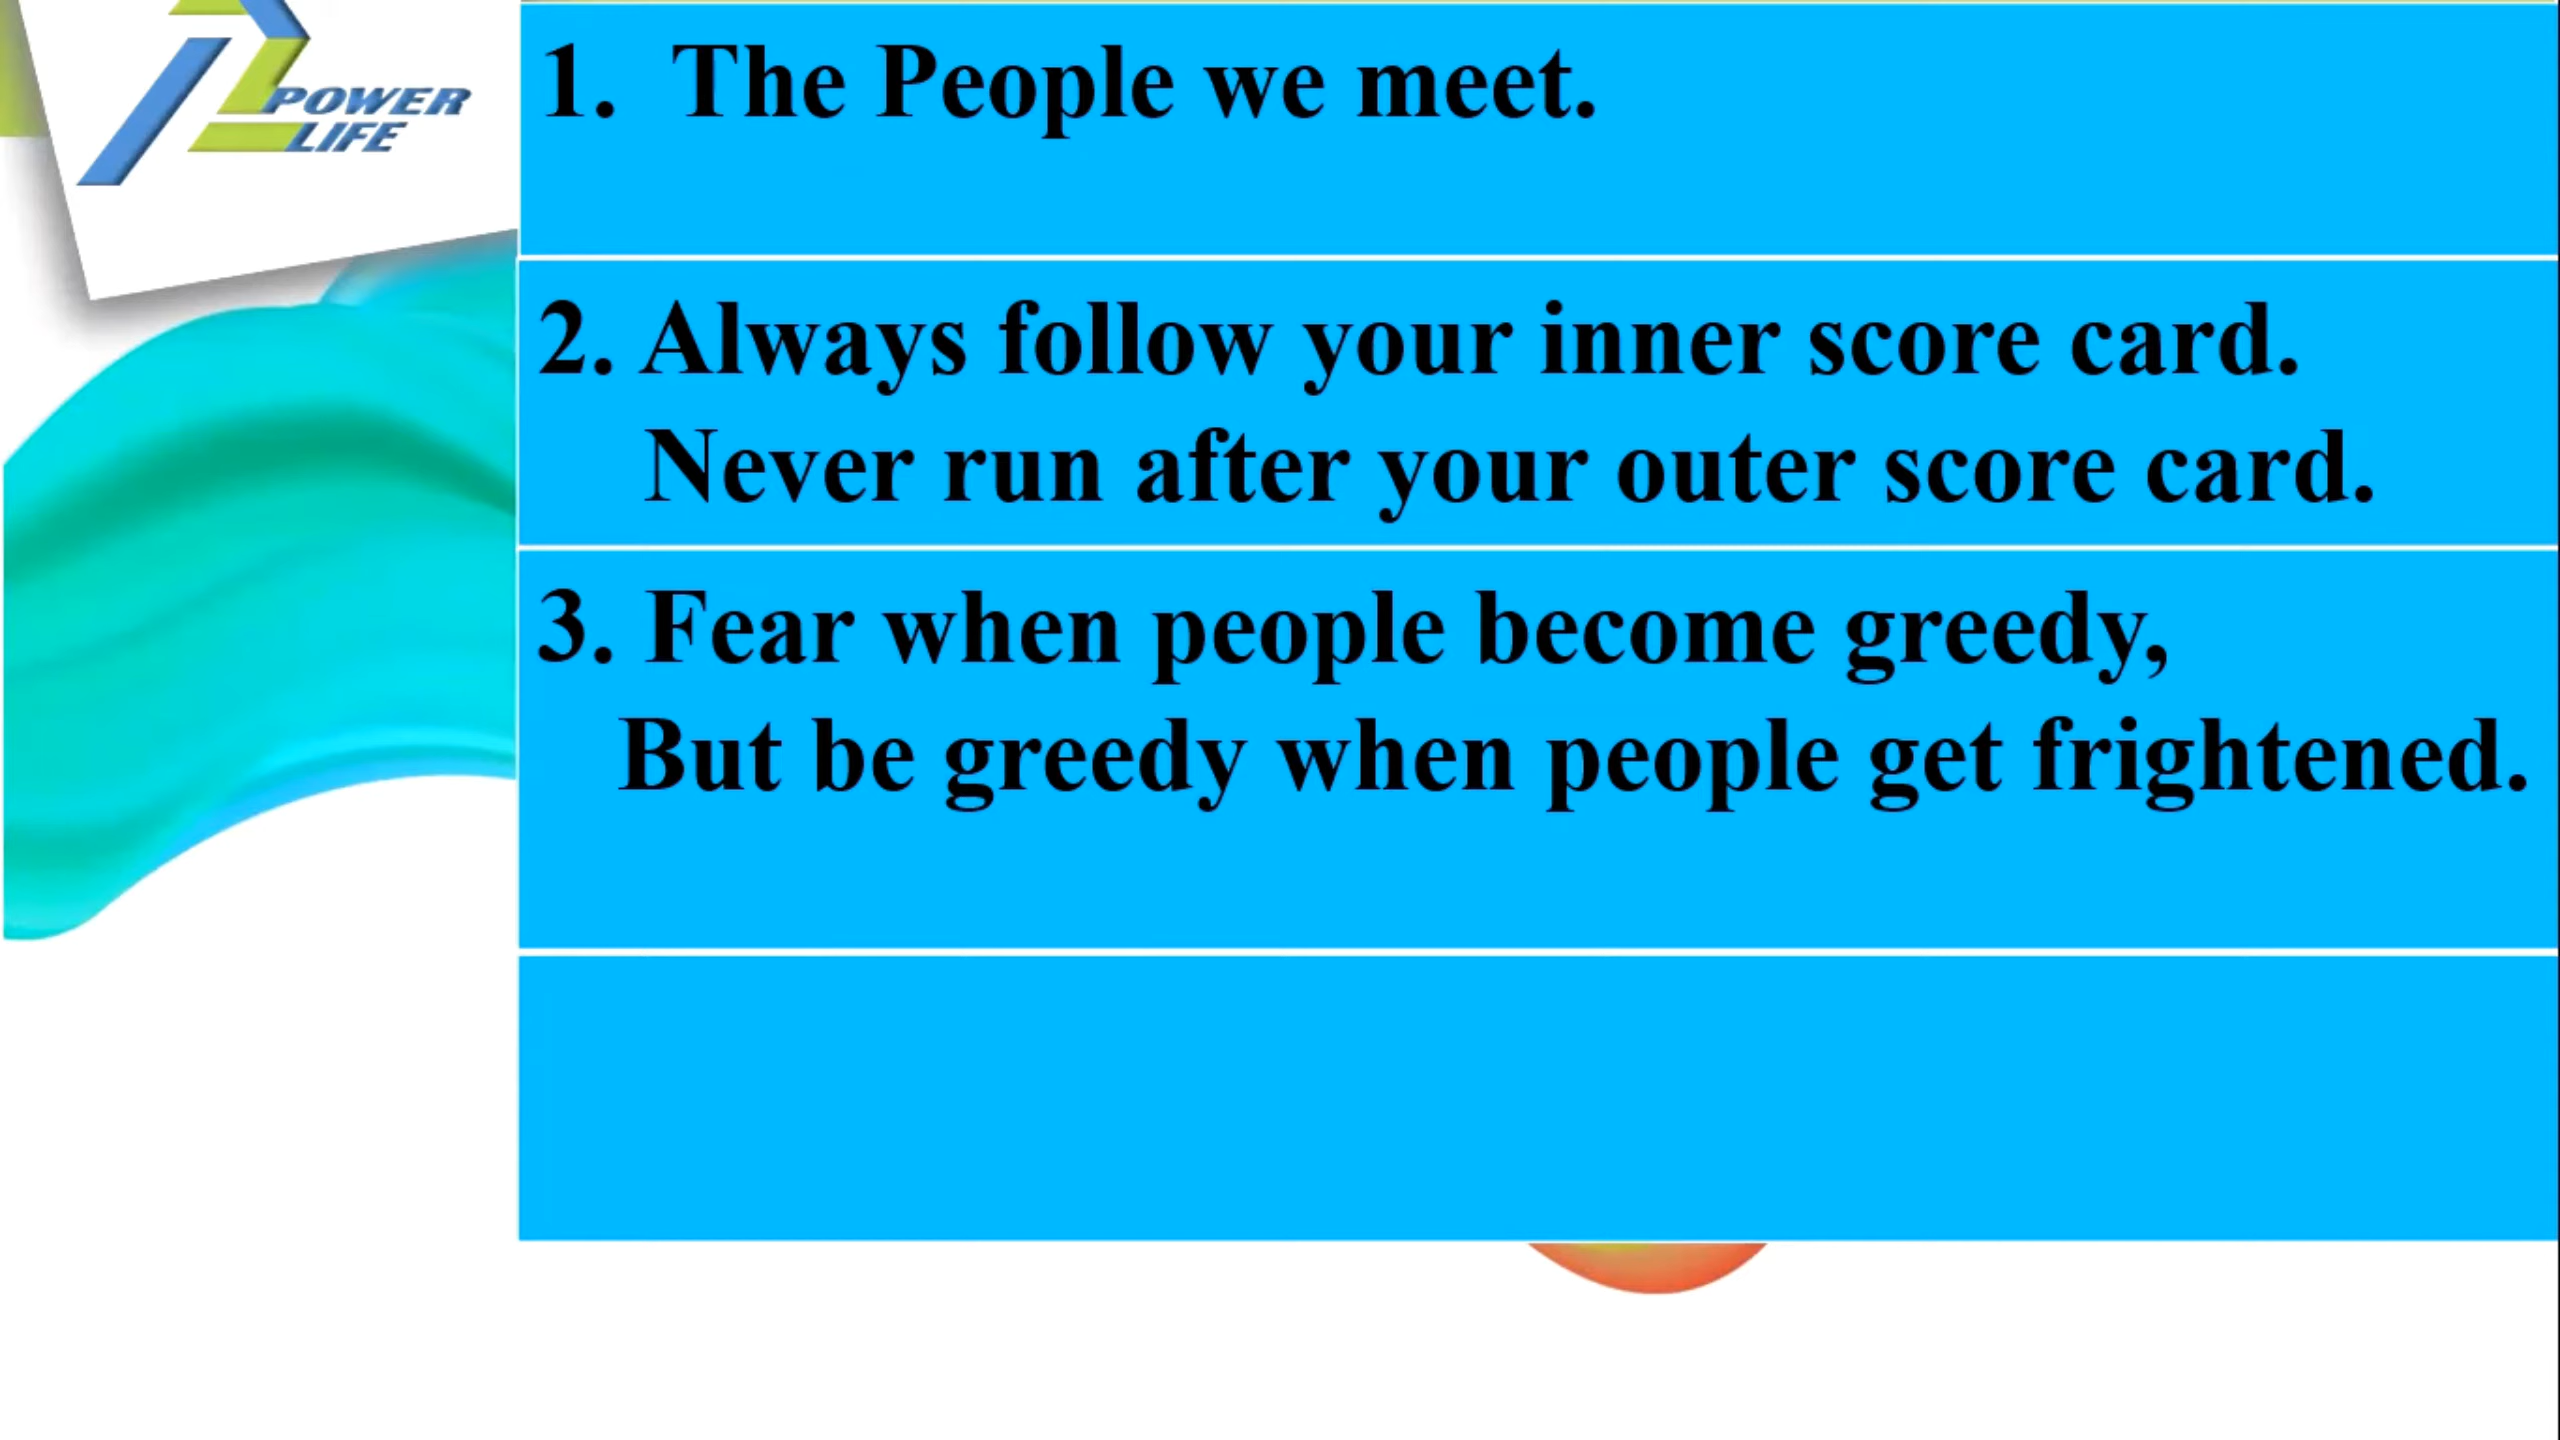 POWER
LIFE
1. The People we meet.
2. Always follow your inner score card.
Never run after your outer score card.
3. Fear when people become greedy,
But be greedy when people get frightened.